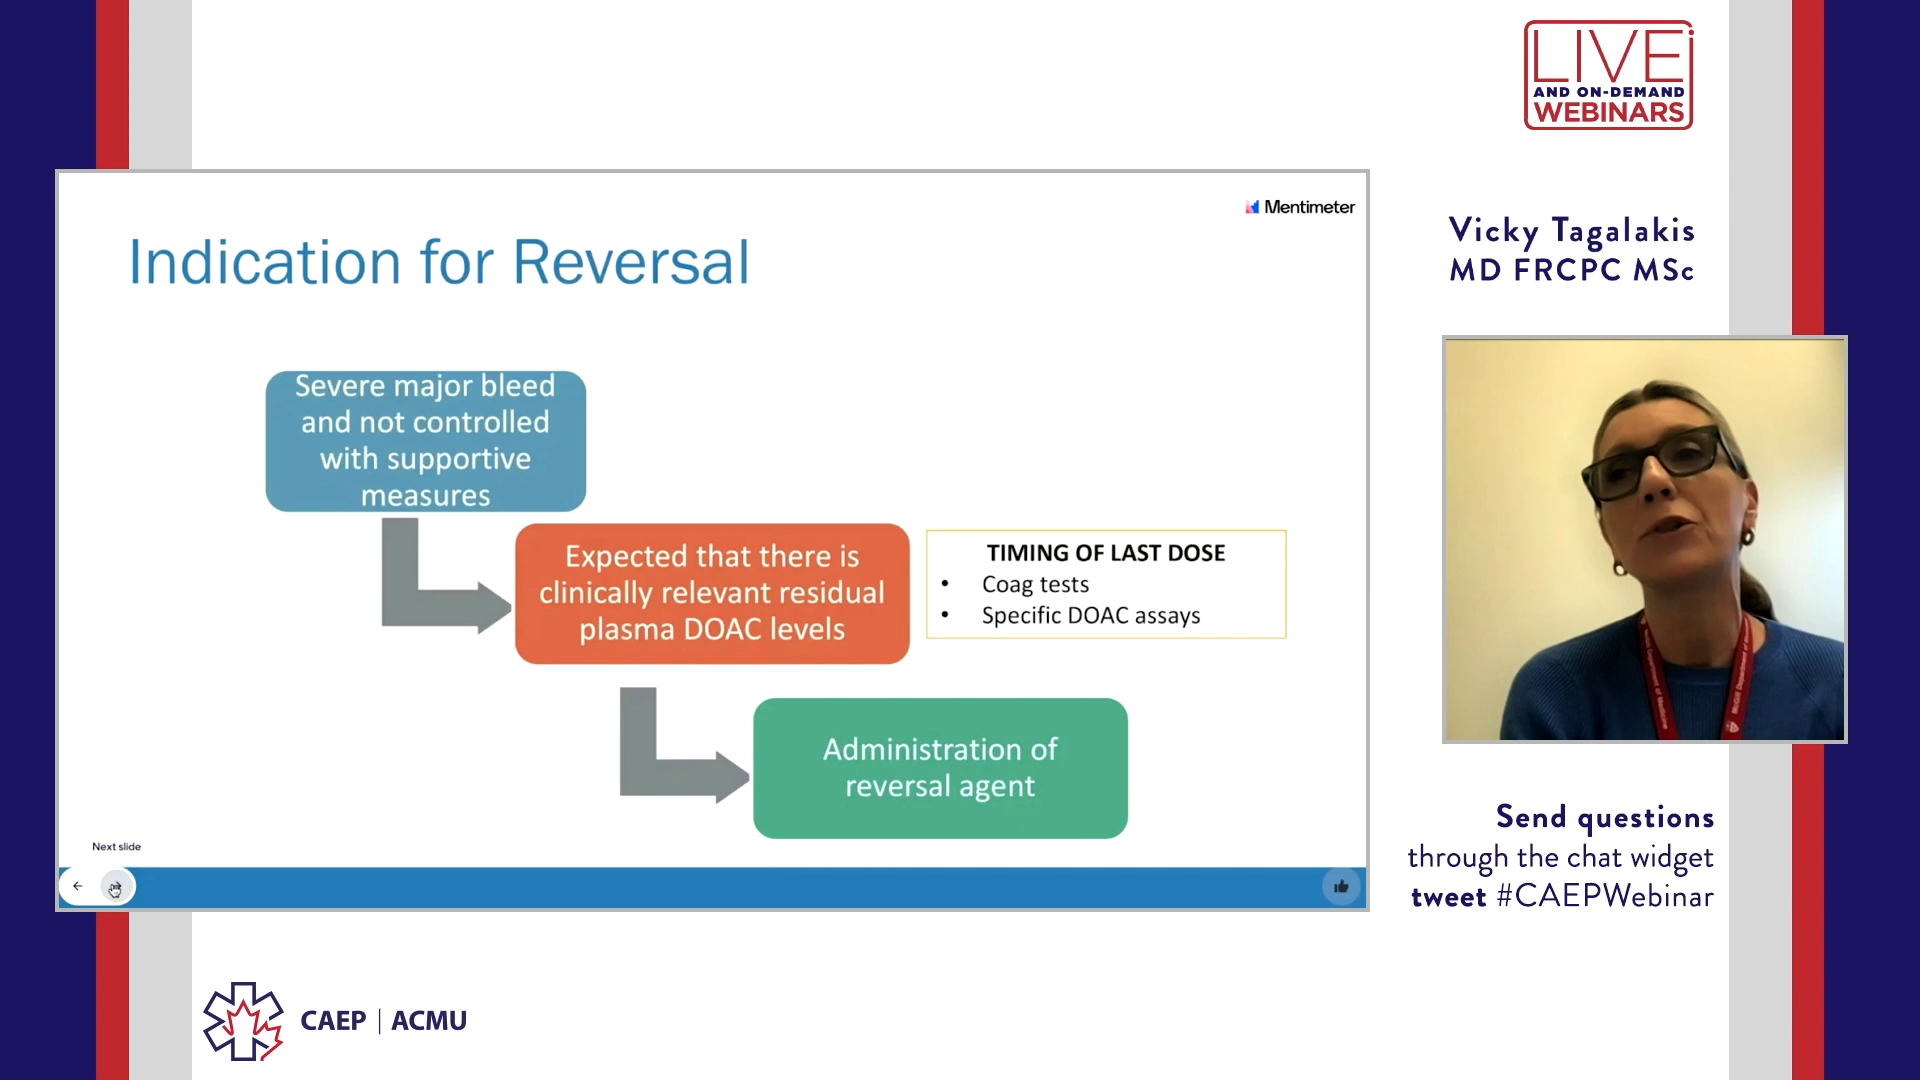 LIVE
AND ON-DEMAND
WEBINARS
Mentimeter
Indication for Reversal
Vicky Tagalakis
MD FRCPC MSc
Severe major bleed
and not controlled
with supportive
measures
Expected that there is
clinically relevant residual
plasma DOAC levels
TIMING OF LAST DOSE
• Coag tests
• Specific DOAC assays
Administration of
reversal agent
Next slide
Send questions
through the chat widget
tweet #CAEPWebinar
CAEP | ACMU